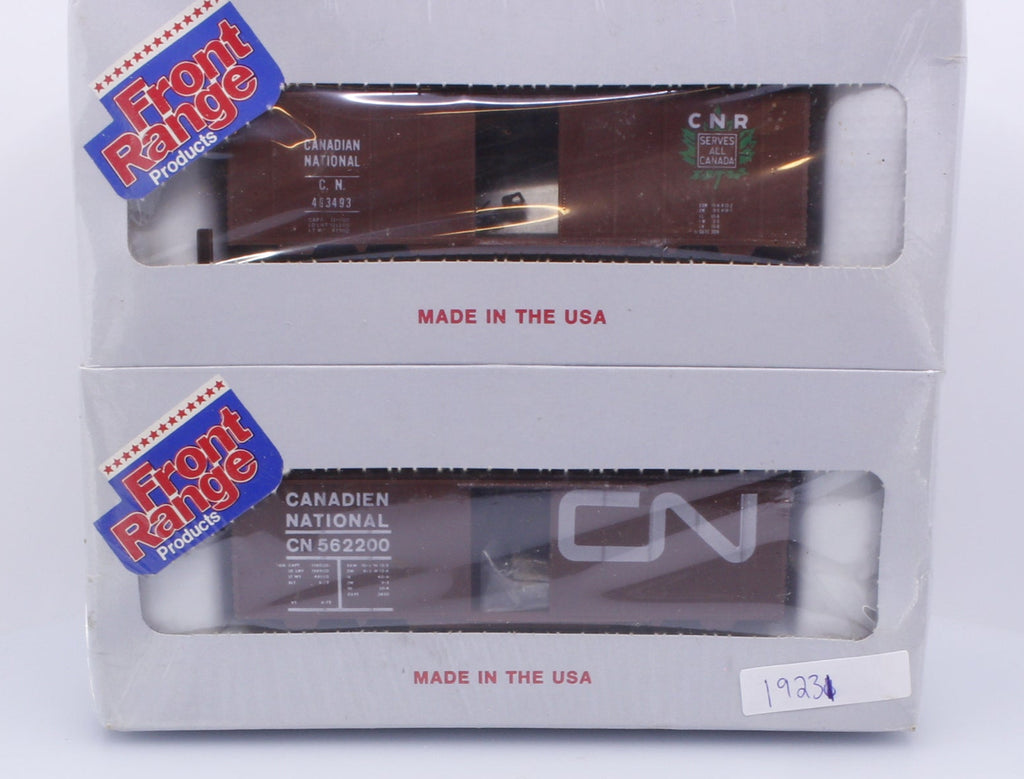 Front
Range
Products
CANADIAN
NATIONAL
C. N.
463493
CNR
SERVES
ALL
CANADA
MADE IN THE USA
Front
Range
Products
CANADIEN
NATIONAL
CN 562200
CN
MADE IN THE USA
19231